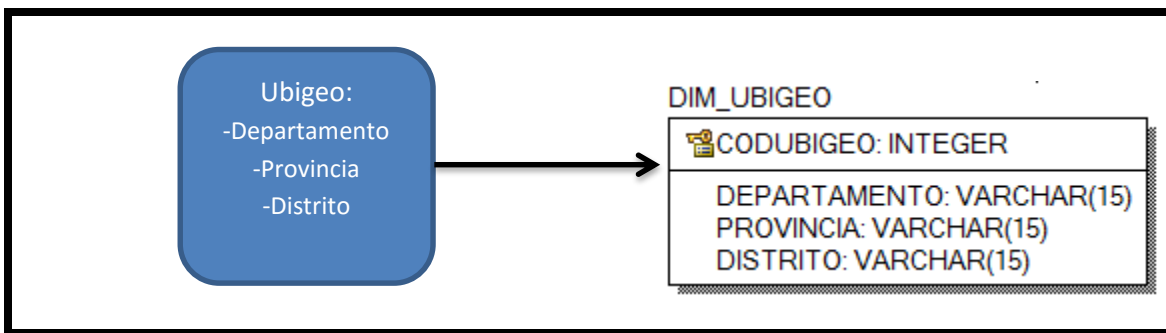 Ubigeo:
-Departamento
-Provincia
-Distrito
DIM_UBIGEO
CODUBIGEO: INTEGER
DEPARTAMENTO: VARCHAR(15)
PROVINCIA: VARCHAR(15)
DISTRITO: VARCHAR(15)